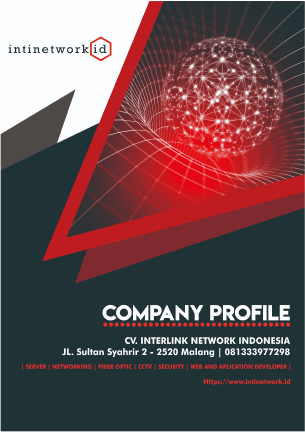 intinetwork id
COMPANY PROFILE
CV. INTERLINK NETWORK INDONESIA
JL. Sultan Syahrir 2 - 2520 Malang | 081333977298
| SERVER | NETWORKING | FIBER OPTIC | CCTV | SECURITY | WEB AND APLICATION DEVELOPER |
Https://www.intinetwork.id